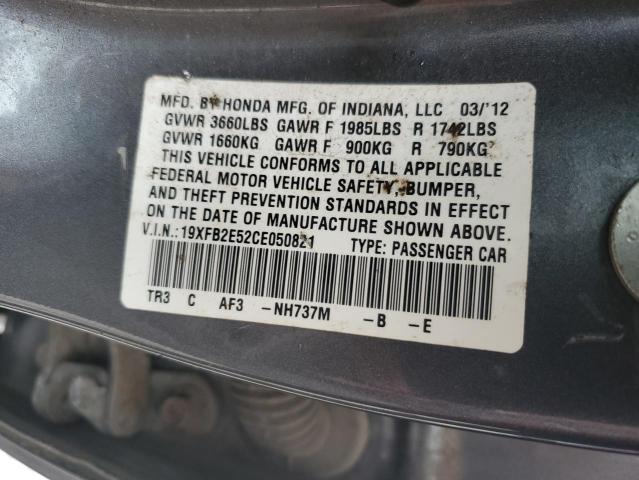 MFD. BY HONDA MFG. OF INDIANA, LLC 03/'12
GVWR 3660LBS GAWR F 1985LBS R 1742LBS
GVWR 1660KG GAWR F 900KG R 790KG
THIS VEHICLE CONFORMS TO ALL APPLICABLE
FEDERAL MOTOR VEHICLE SAFETY, BUMPER,
AND THEFT PREVENTION STANDARDS IN EFFECT
ON THE DATE OF MANUFACTURE SHOWN ABOVE.
V.I.N.:19XFB2E52CE050821 TYPE: PASSENGER CAR
TR3 C AF3 -NH737M -B -E